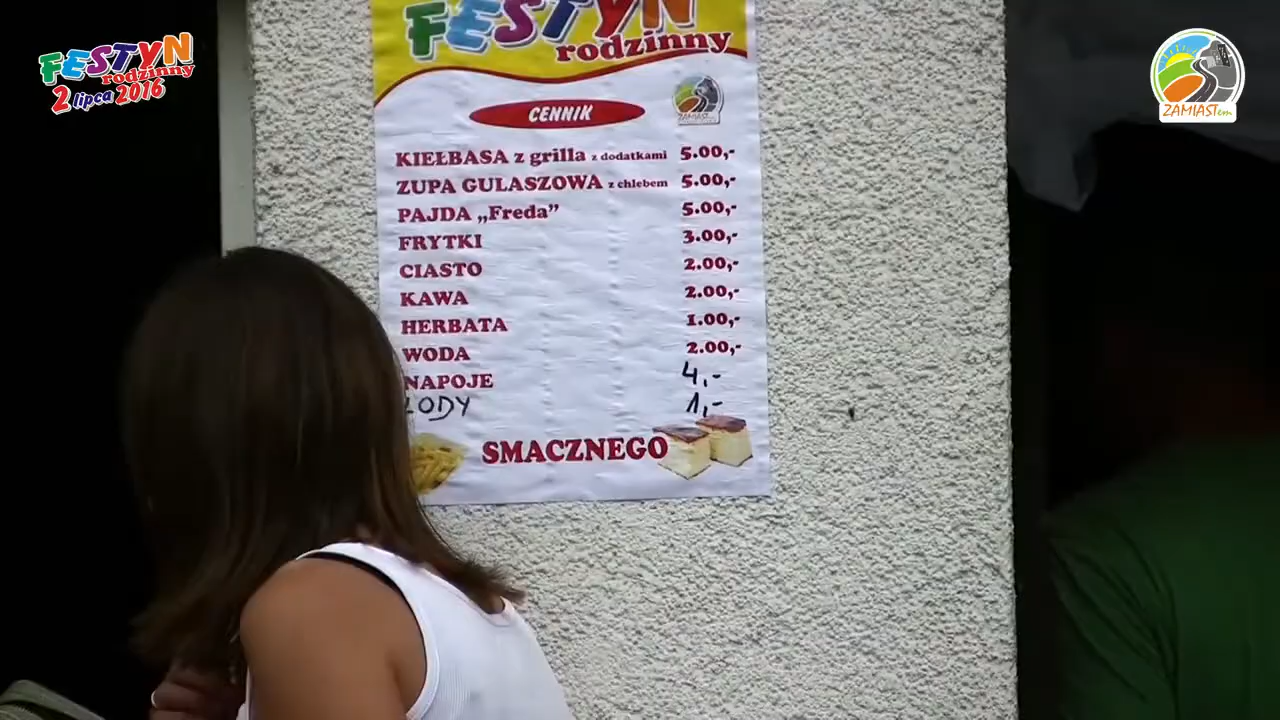 FESTYN
rodzinny
2 lipca 2016
ZAMIASTem
FESTYN
rodzinny
CENNIK
ZAMIASTem
KIEŁBASA z grilla z dodatkami 5.00,-
ZUPA GULASZOWA z chlebem 5.00,-
PAJDA „Freda” 5.00,-
FRYTKI 3.00,-
CIASTO 2.00,-
KAWA 2.00,-
HERBATA 1.00,-
WODA 2.00,-
NAPOJE 4,-
LODY 1,-
SMACZNEGO